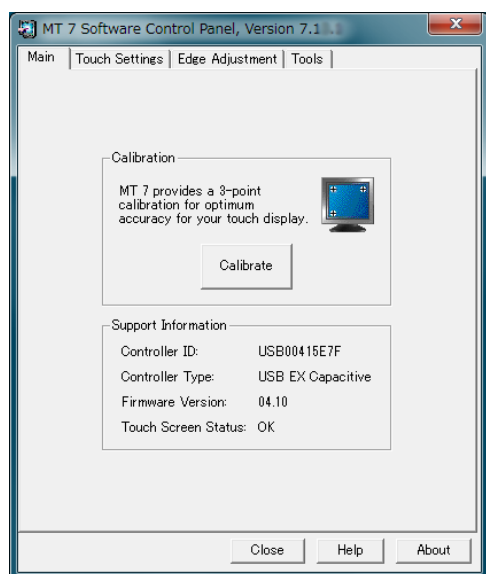 MT 7 Software Control Panel, Version 7.1
Main Touch Settings Edge Adjustment Tools
Calibration
MT 7 provides a 3-point
calibration for optimum
accuracy for your touch display.
Calibrate
Support Information
Controller ID: USB00415E7F
Controller Type: USB EX Capacitive
Firmware Version: 04.10
Touch Screen Status: OK
Close Help About